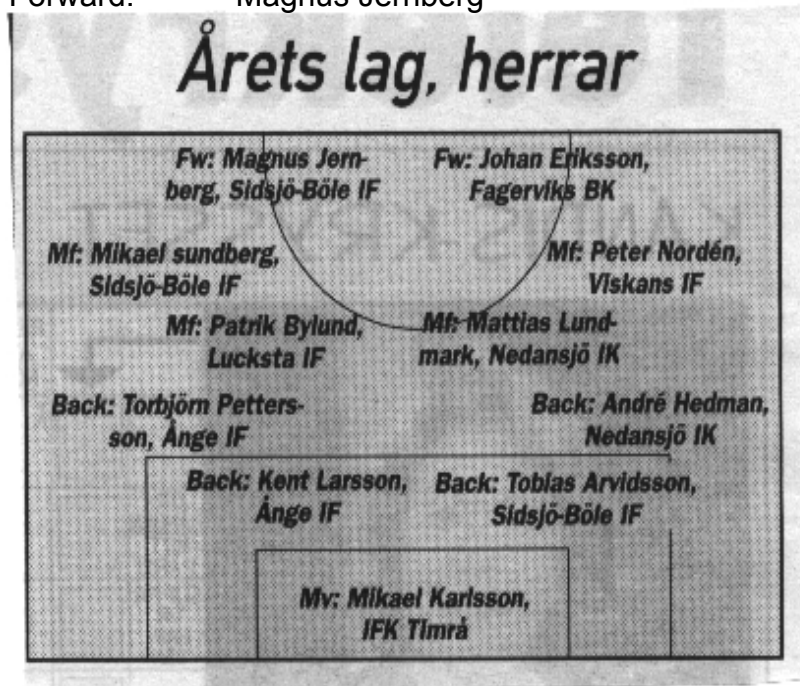 Forward: Magnus Jernberg
Årets lag, herrar
Fw: Magnus Jern-
berg, Sidsjö-Böle IF
Fw: Johan Eriksson,
Fagerviks BK
Mf: Mikael sundberg,
Sidsjö-Böle IF
Mf: Peter Nordén,
Viskans IF
Mf: Patrik Bylund,
Lucksta IF
Mf: Mattias Lund-
mark, Nedansjö IK
Back: Torbjörn Petters-
son, Ånge IF
Back: André Hedman,
Nedansjö IK
Back: Kent Larsson,
Ånge IF
Back: Tobias Arvidsson,
Sidsjö-Böle IF
Mv: Mikael Karlsson,
IFK Timrå